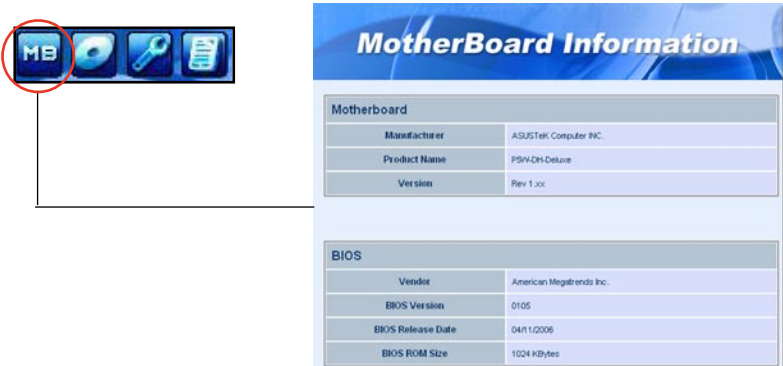 MB
MotherBoard Information
Motherboard
Manufacturer ASUSTeK Computer INC.
Product Name P5W-DH-Deluxe
Version Rev 1.xx
BIOS
Vendor American Megatrends Inc.
BIOS Version 0105
BIOS Release Date 04/11/2006
BIOS ROM Size 1024 KBytes